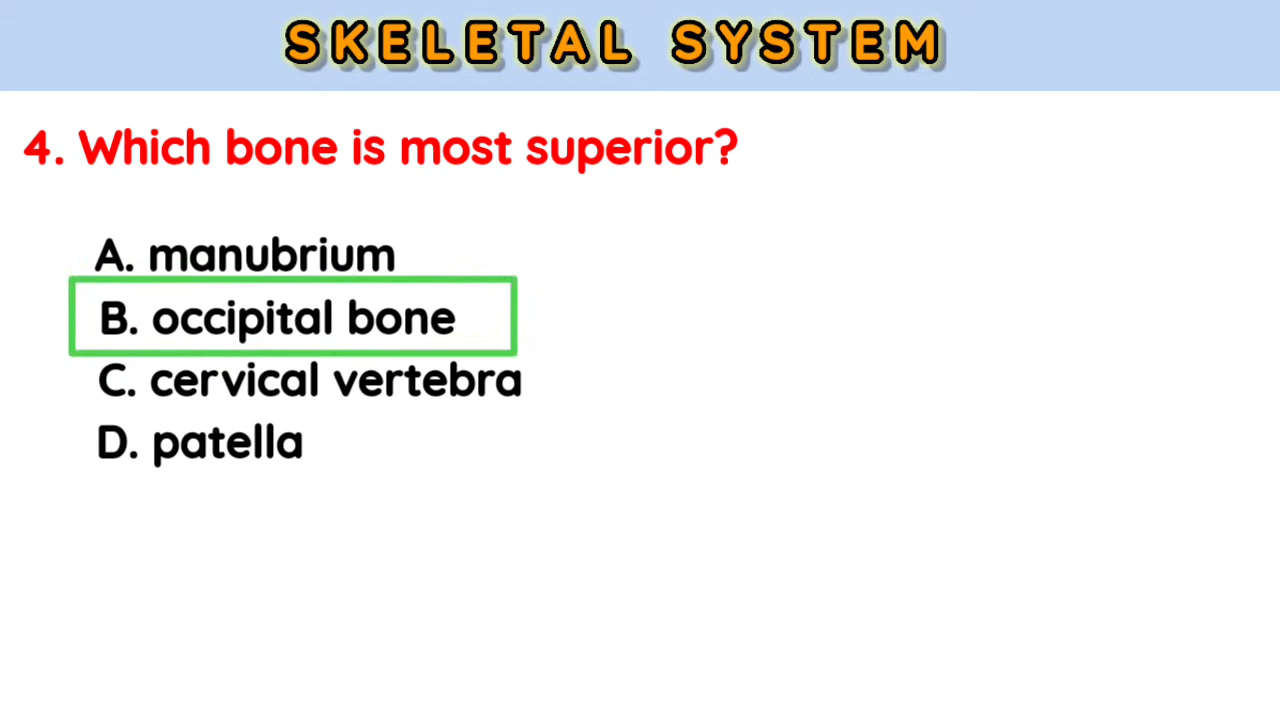 SKELETAL SYSTEM
4. Which bone is most superior?
A. manubrium
B. occipital bone
C. cervical vertebra
D. patella